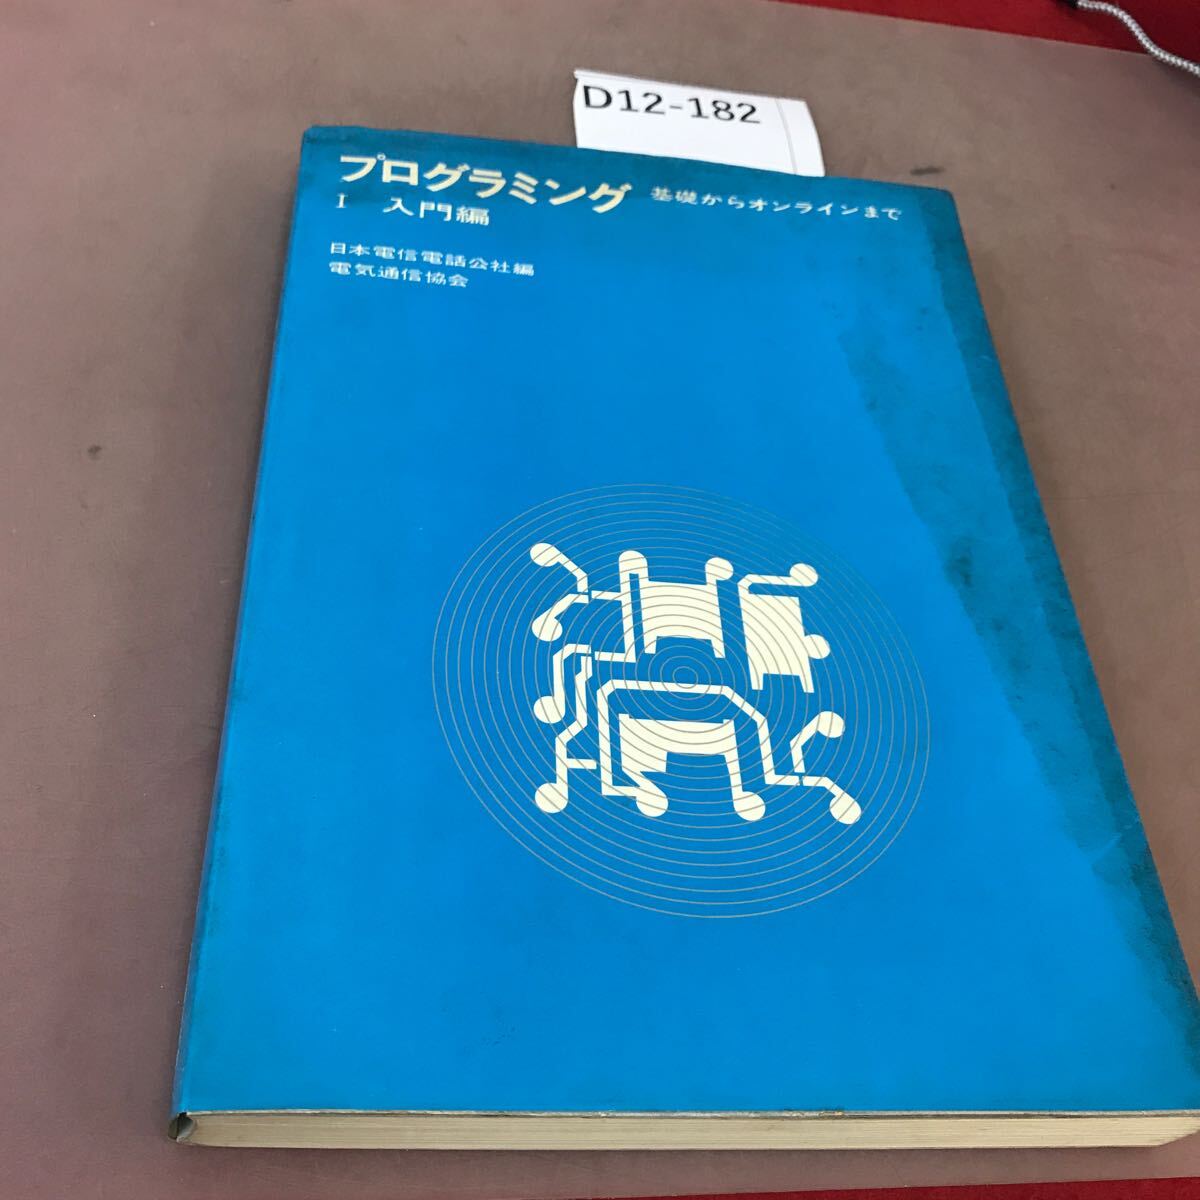 D12-182
プログラミング 基礎からオンラインまで
I 入門編
日本電信電話公社編
電気通信協会